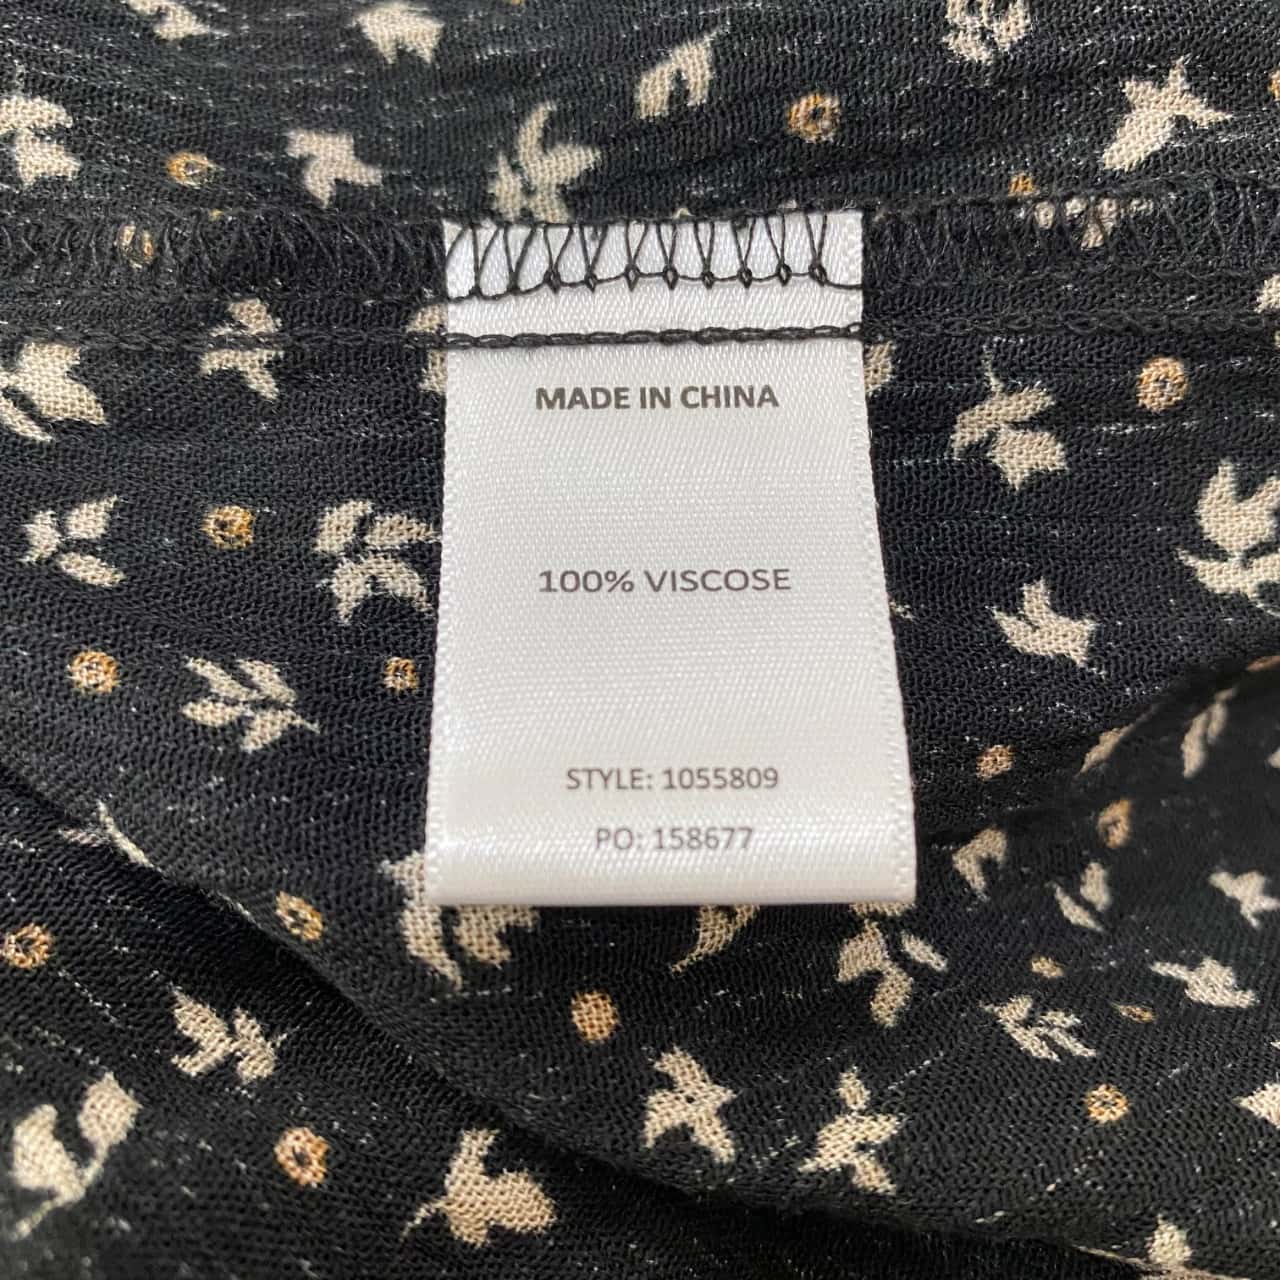 MADE IN CHINA
100% VISCOSE
STYLE: 1055809
PO: 158677